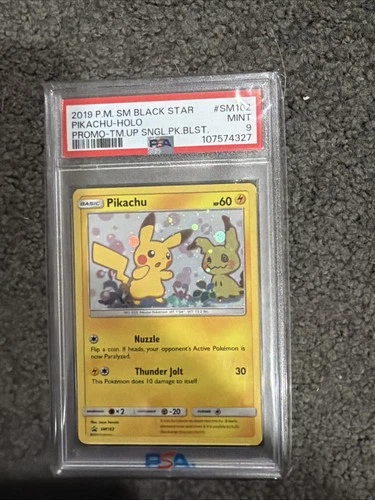 2019 P.M. SM BLACK STAR #SM162
PIKACHU-HOLO MINT
PROMO-TM.UP SNGL.PK.BLST. 9
PSA 107574327
BASIC Pikachu HP60
Nuzzle
Flip a coin. If heads, your opponent's Active Pokémon is
now Paralyzed.
Thunder Jolt 30
This Pokémon does 10 damage to itself.
×2 -20
SM162
PSA